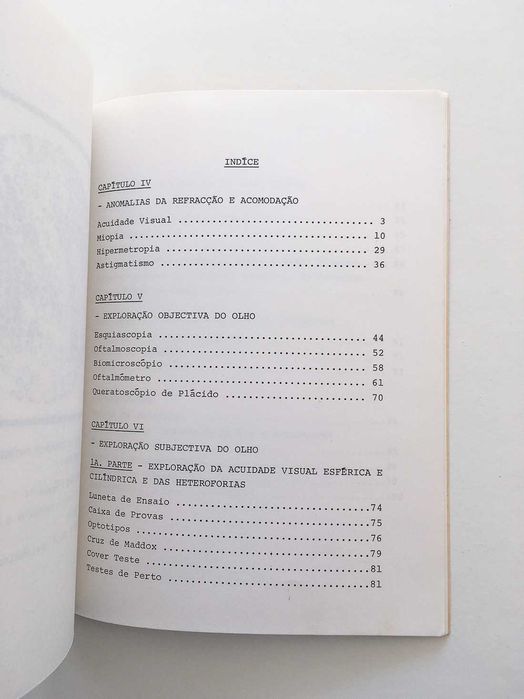 INDÍCE
CAPÍTULO IV
- ANOMALIAS DA REFRACÇÃO E ACOMODAÇÃO
Acuidade Visual ..................................... 3
Miopia .............................................. 10
Hipermetropia ....................................... 29
Astigmatismo ........................................ 36
CAPÍTULO V
- EXPLORAÇÃO OBJECTIVA DO OLHO
Esquiascopia ........................................ 44
Oftalmoscopia ....................................... 52
Biomicroscópio ...................................... 58
Oftalmômetro ........................................ 61
Queratoscópio de Plácido ............................ 70
CAPÍTULO VI
- EXPLORAÇÃO SUBJECTIVA DO OLHO
1A. PARTE - EXPLORAÇÃO DA ACUIDADE VISUAL ESFÉRICA E
CILÍNDRICA E DAS HETEROFORIAS
Luneta de Ensaio .................................... 74
Caixa de Provas ..................................... 75
Optotipos ........................................... 76
Cruz de Maddox ...................................... 79
Cover Teste ......................................... 81
Testes de Perto ..................................... 81